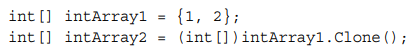 int[] intArray1 = {1, 2};
int[] intArray2 = (int[])intArray1.Clone();